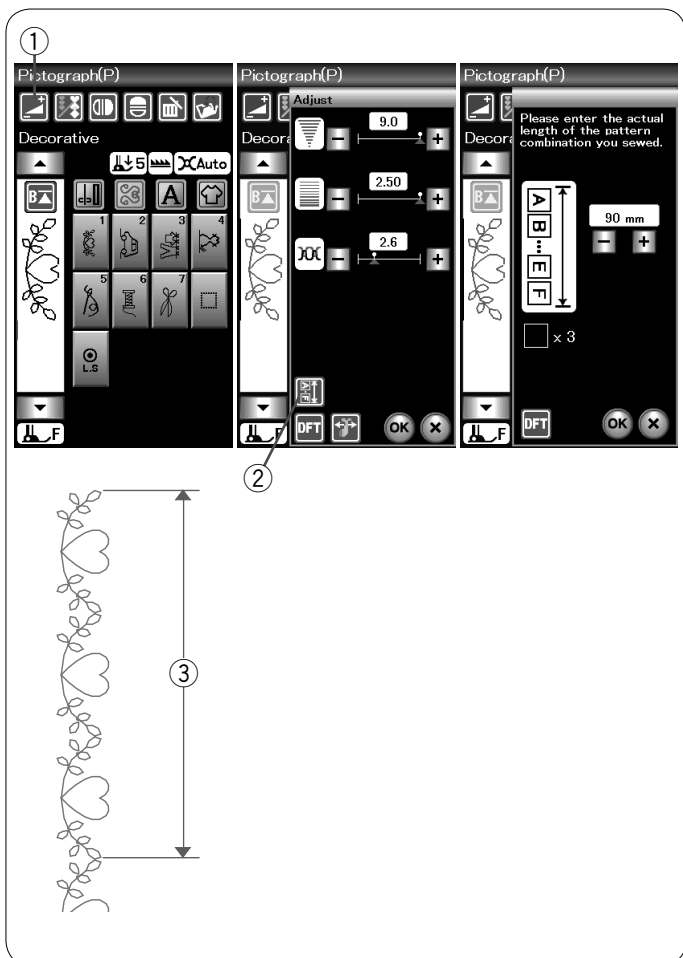 1
Pictograph(P)
Decorative
5
Auto
B
A
1
2
3
4
5
6
7
L.S
F
Pictograph(P)
Adjust
Decora
9.0
B
2.50
2.6
A-F
F
DFT
OK
×
2
Pictograph(P)
Please enter the actual
length of the pattern
combination you sewed.
Decora
B
A
B
E
F
90 mm
x 3
F
DFT
OK
×
3